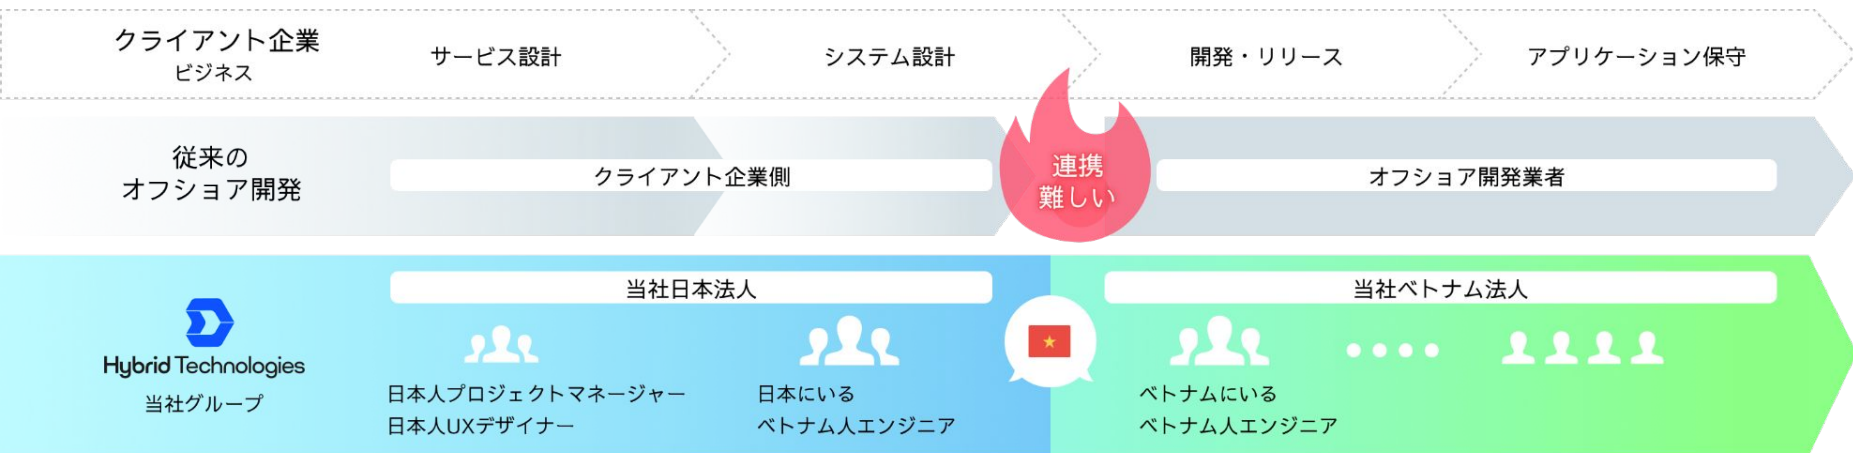 クライアント企業
ビジネス
サービス設計
システム設計
開発・リリース
アプリケーション保守
従来の
オフショア開発
クライアント企業側
連携
難しい
オフショア開発業者
Hybrid Technologies
当社グループ
当社日本法人
日本人プロジェクトマネージャー
日本人UXデザイナー
日本にいる
ベトナム人エンジニア
当社ベトナム法人
ベトナムにいる
ベトナム人エンジニア